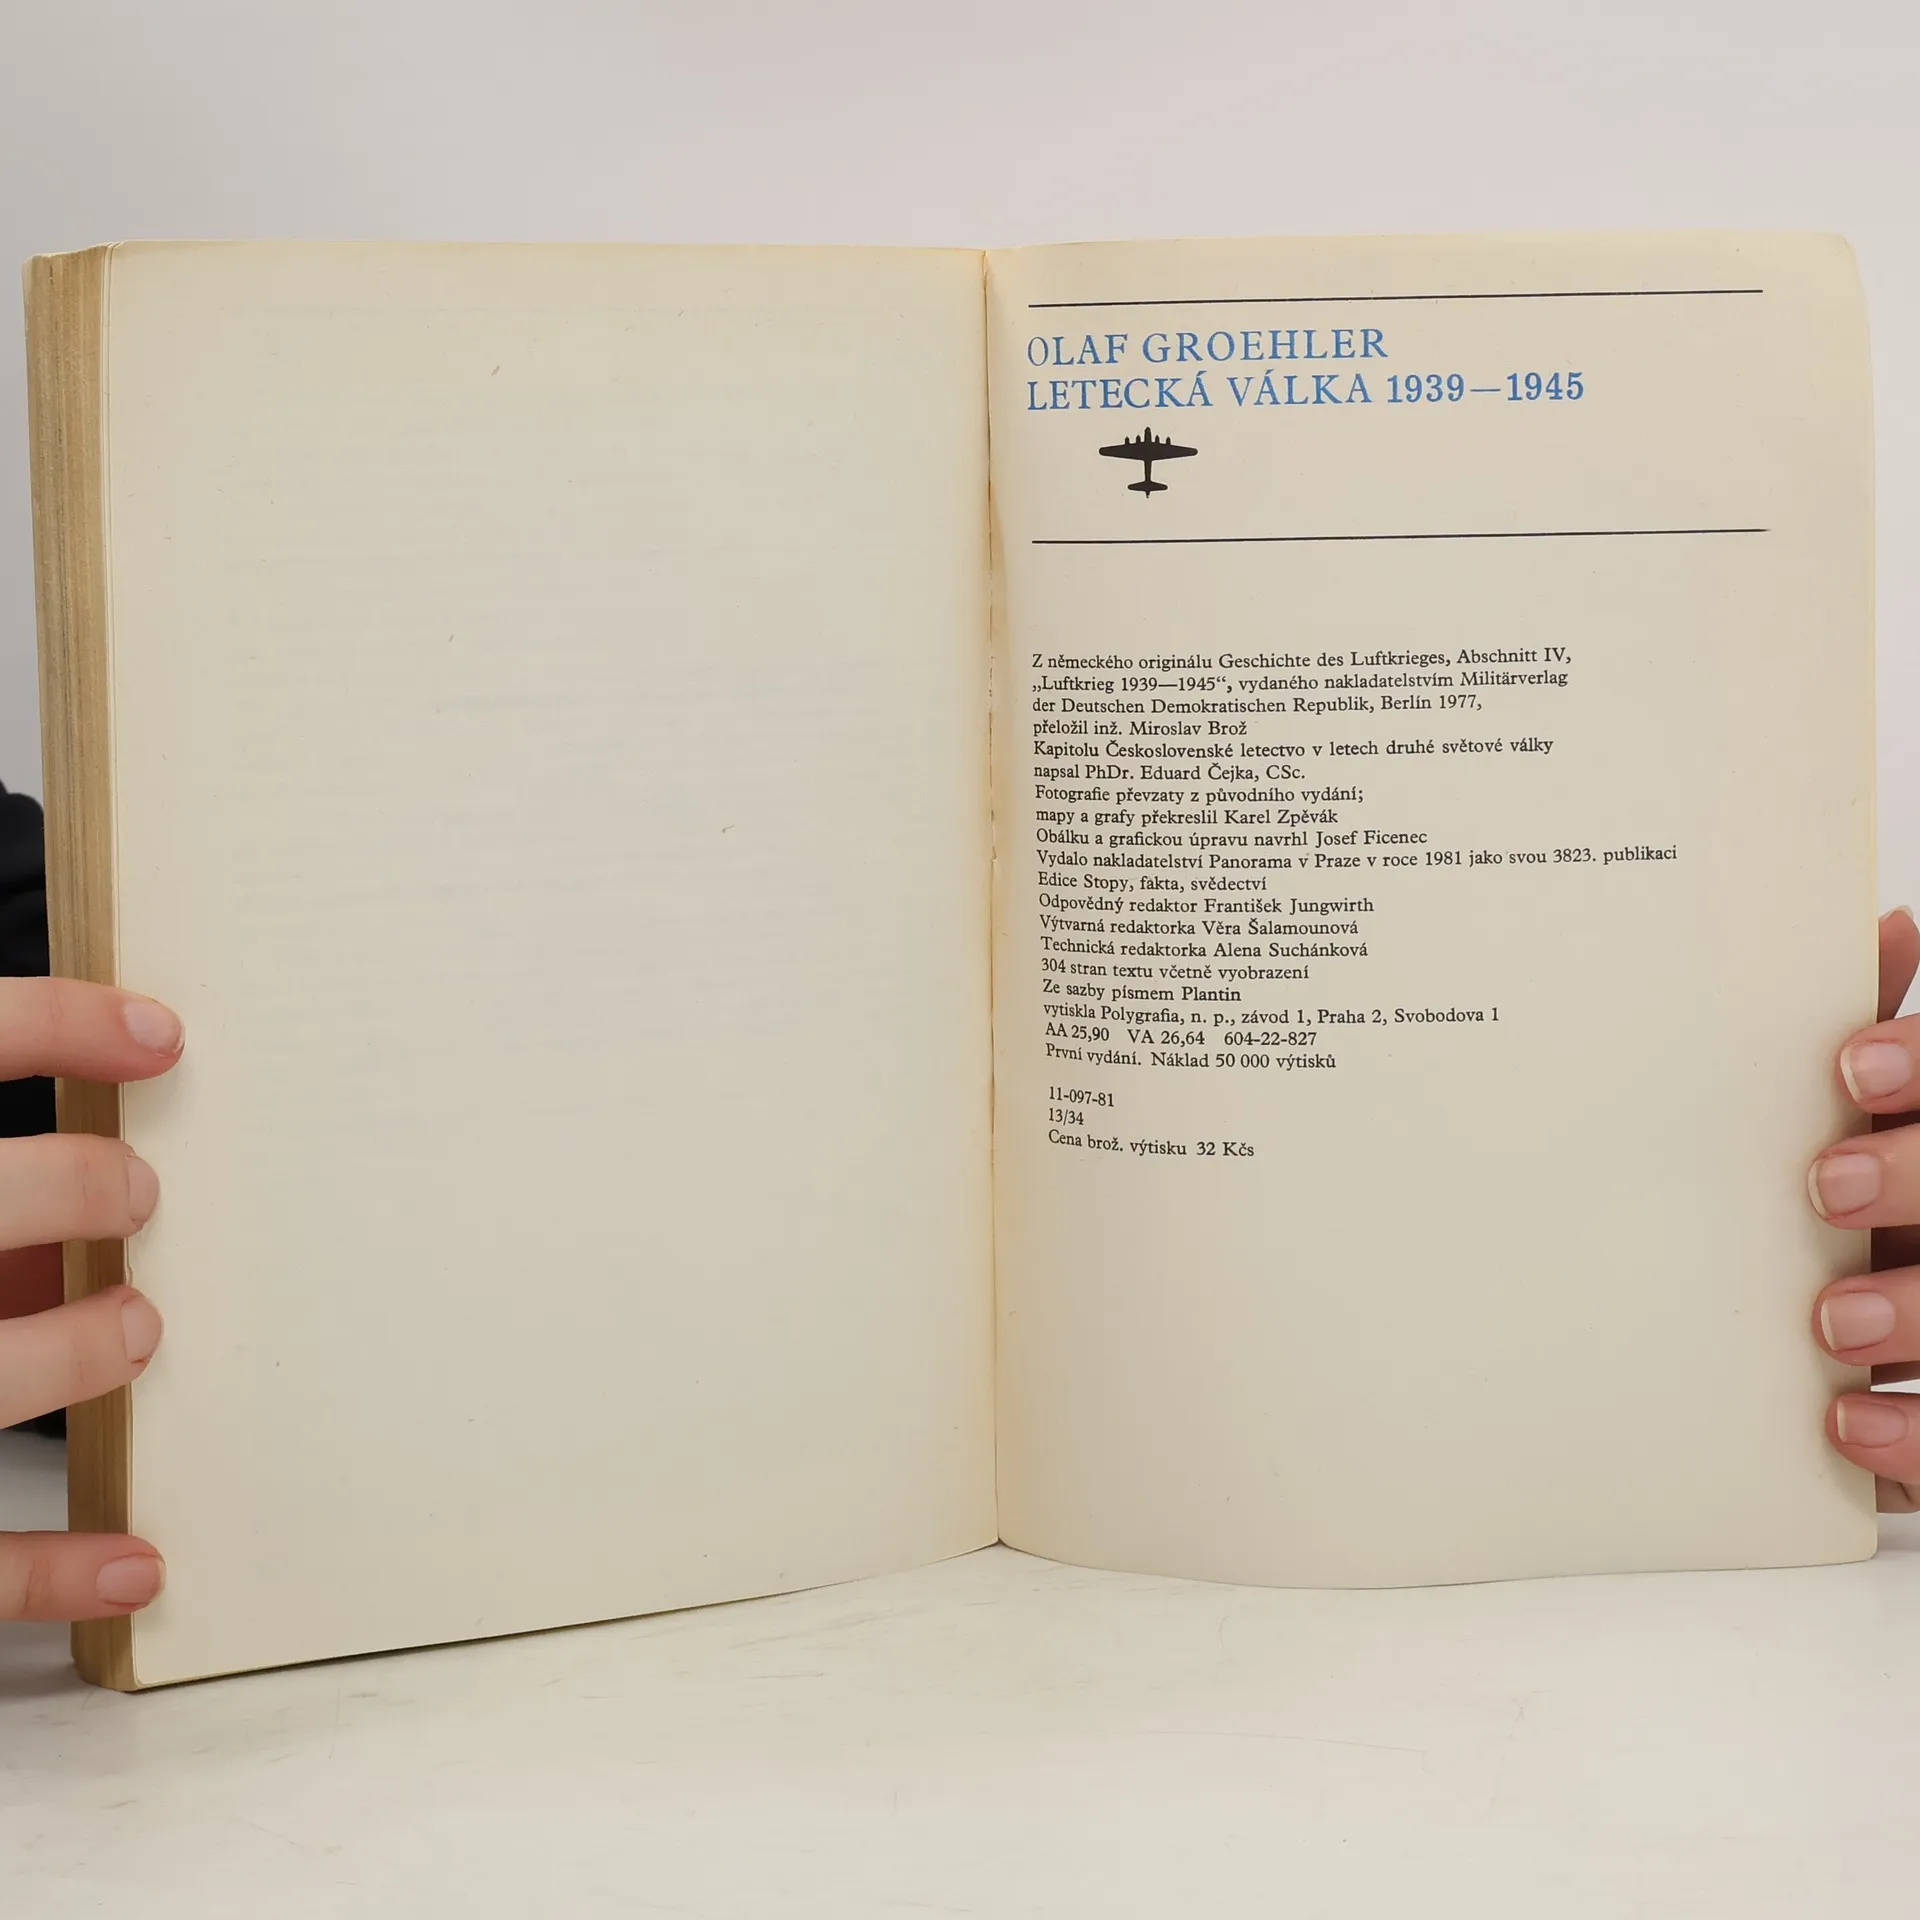 OLAF GROEHLER
LETECKÁ VÁLKA 1939—1945
Z německého originálu Geschichte des Luftkrieges, Abschnitt IV,
„Luftkrieg 1939—1945“, vydaného nakladatelstvím Militärverlag
der Deutschen Demokratischen Republik, Berlín 1977,
přeložil inž. Miroslav Brož
Kapitolu Československé letectvo v letech druhé světové války
napsal PhDr. Eduard Čejka, CSc.
Fotografie převzaty z původního vydání;
mapy a grafy překreslil Karel Zpěvák
Obálku a grafickou úpravu navrhl Josef Ficenec
Vydalo nakladatelství Panorama v Praze v roce 1981 jako svou 3823. publikaci
Edice Stopy, fakta, svědectví
Odpovědný redaktor František Jungwirth
Výtvarná redaktorka Věra Šalamounová
Technická redaktorka Alena Suchánková
304 stran textu včetně vyobrazení
Ze sazby písmem Plantin
vytiskla Polygrafia, n. p., závod 1, Praha 2, Svobodova 1
AA 25,90 VA 26,64 604-22-827
První vydání. Náklad 50 000 výtisků
11-097-81
13/34
Cena brož. výtisku 32 Kčs